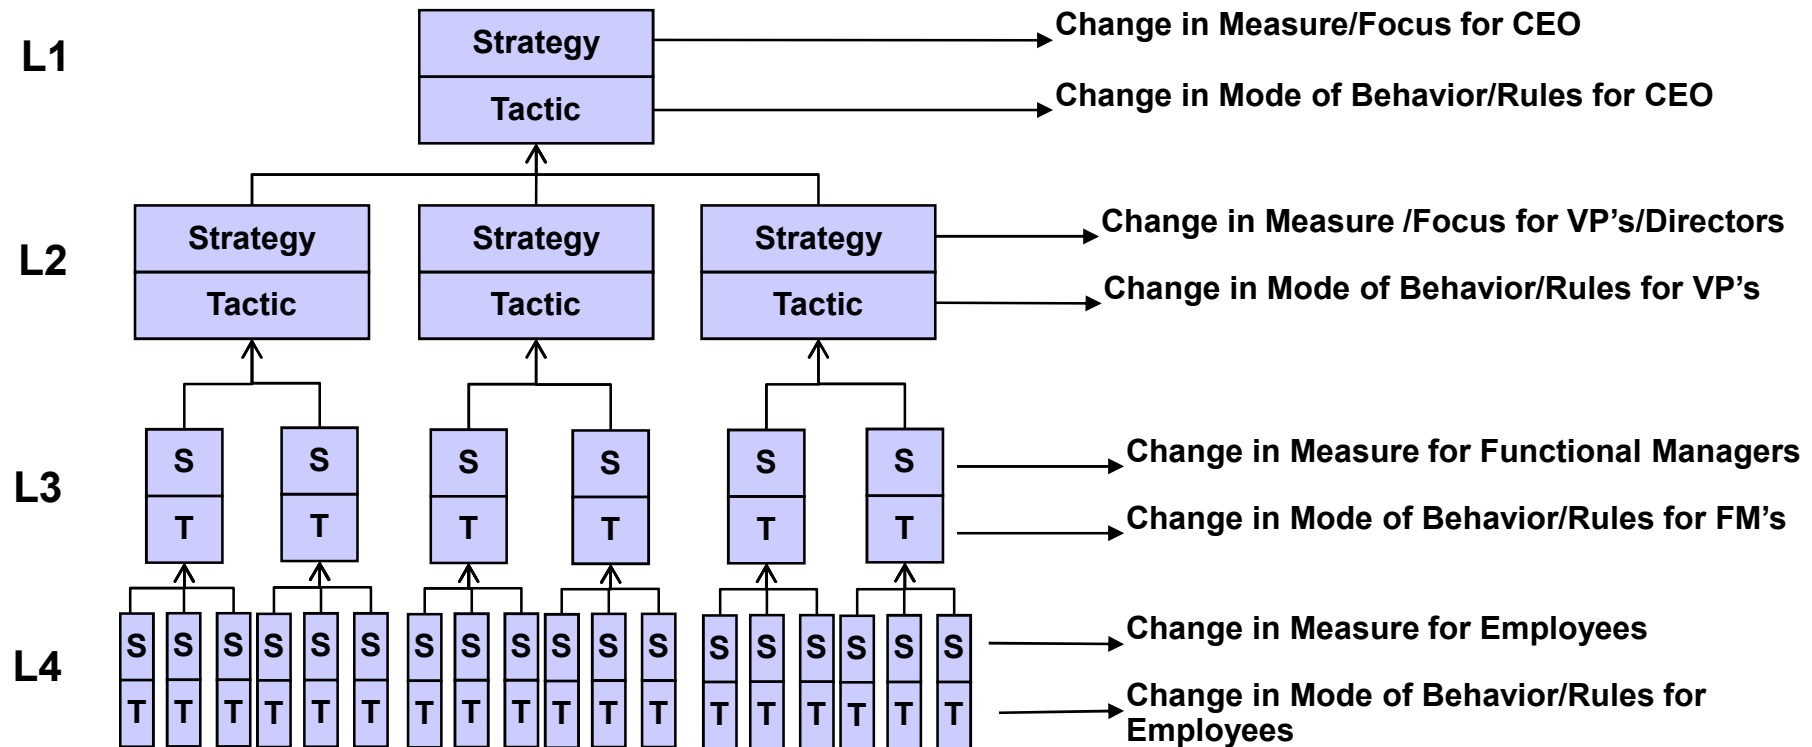 L1
Strategy
Change in Measure/Focus for CEO
Tactic
Change in Mode of Behavior/Rules for CEO
L2
Strategy Strategy Strategy
Change in Measure /Focus for VP’s/Directors
Tactic Tactic Tactic
Change in Mode of Behavior/Rules for VP’s
L3
S S S S S S
Change in Measure for Functional Managers
T T T T T T
Change in Mode of Behavior/Rules for FM’s
L4
S S S S S S S S S S S S S S S S S S
Change in Measure for Employees
T T T T T T T T T T T T T T T T T T
Change in Mode of Behavior/Rules for
Employees